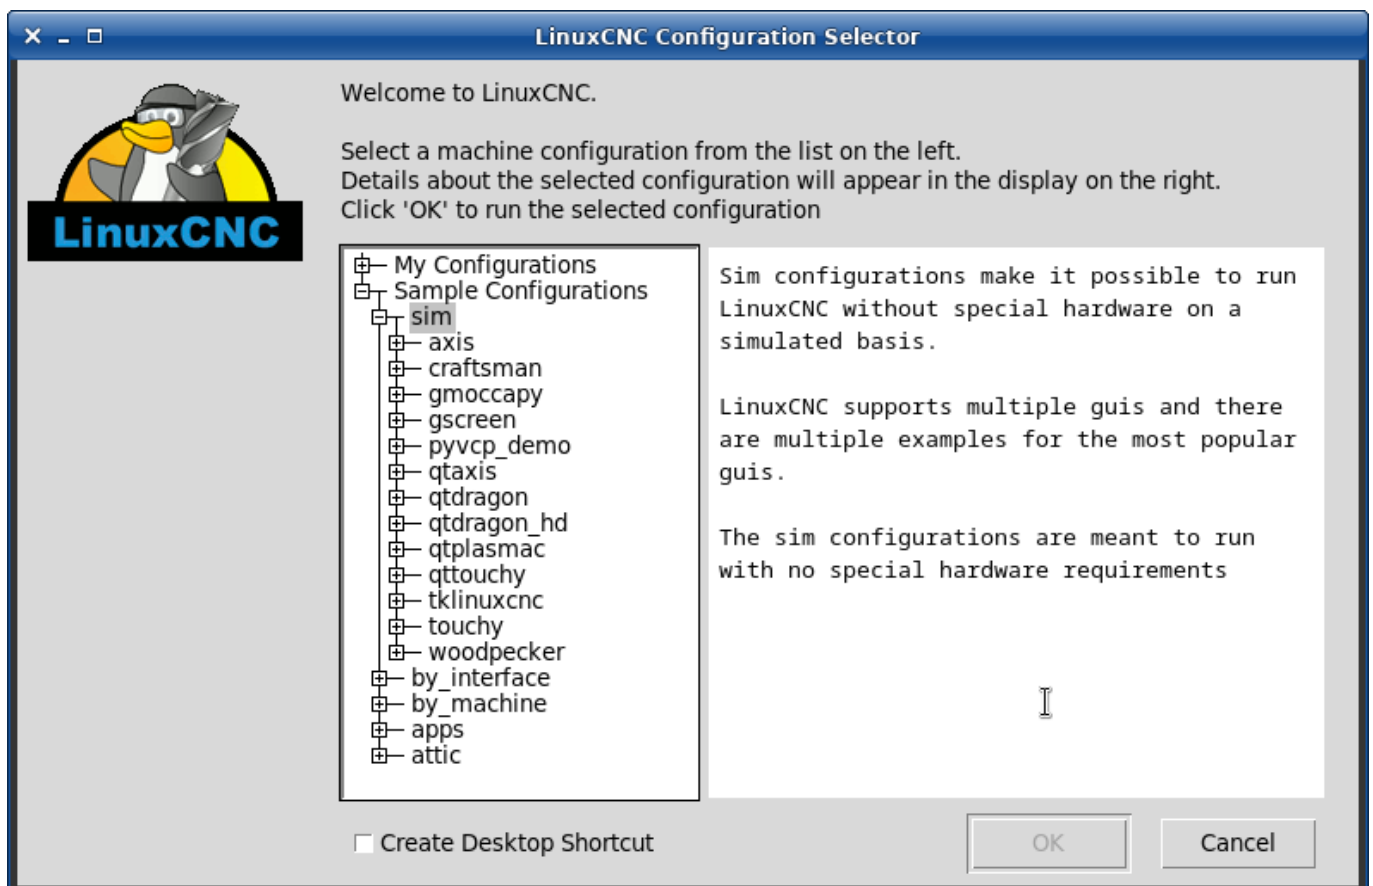 LinuxCNC Configuration Selector
LinuxCNC
Welcome to LinuxCNC.
Select a machine configuration from the list on the left.
Details about the selected configuration will appear in the display on the right.
Click 'OK' to run the selected configuration
My Configurations
Sample Configurations
sim
axis
craftsman
gmoccapy
gscreen
pyvcp_demo
qtaxis
qtdragon
qtdragon_hd
qtplasmac
qttouchy
tklinuxcnc
touchy
woodpecker
by_interface
by_machine
apps
attic
Sim configurations make it possible to run
LinuxCNC without special hardware on a
simulated basis.
LinuxCNC supports multiple guis and there
are multiple examples for the most popular
guis.
The sim configurations are meant to run
with no special hardware requirements
Create Desktop Shortcut
OK
Cancel